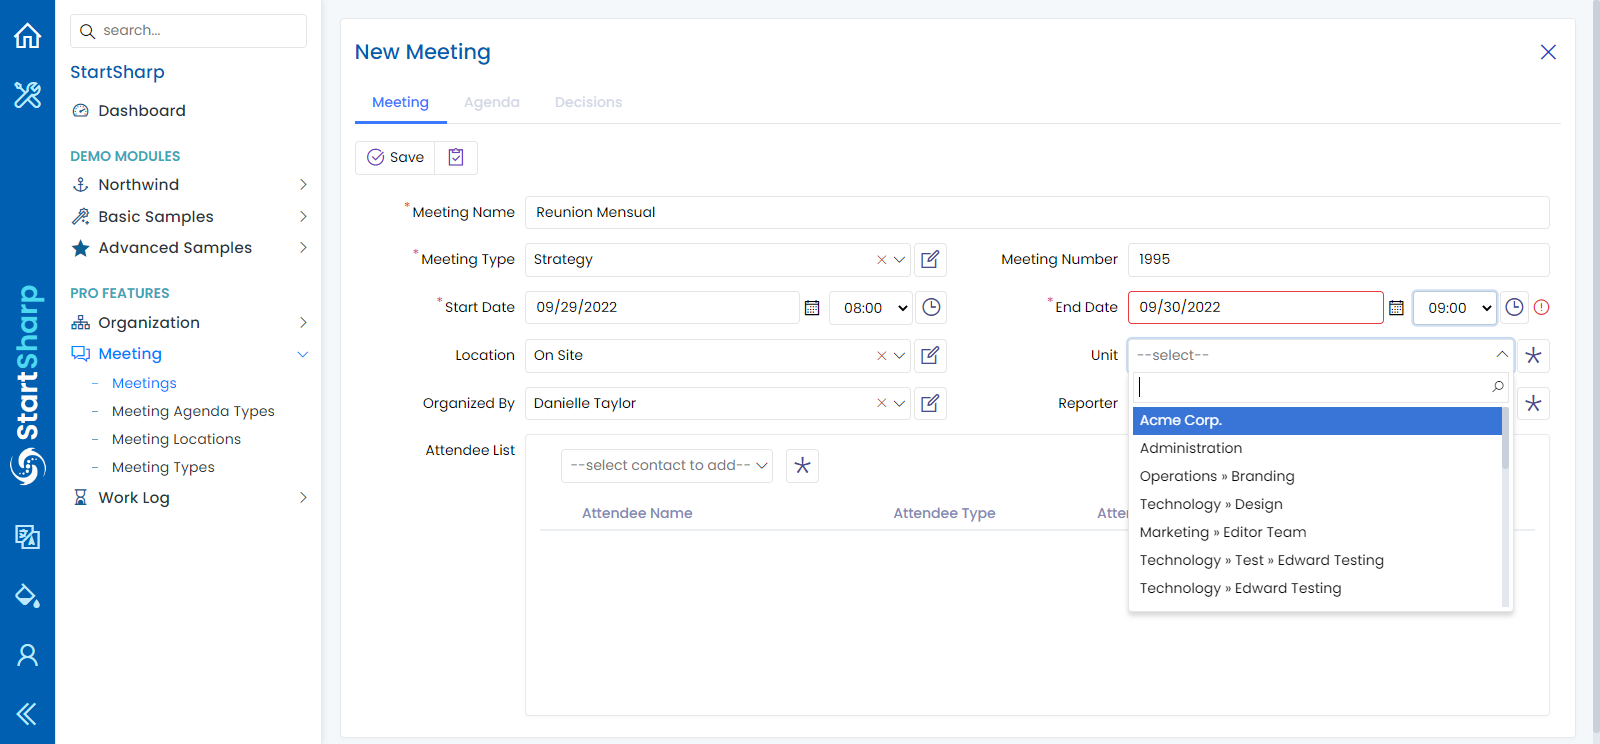 search...
StartSharp
Dashboard
DEMO MODULES
Northwind
Basic Samples
Advanced Samples
PRO FEATURES
Organization
Meeting
Meetings
Meeting Agenda Types
Meeting Locations
Meeting Types
Work Log
StartSharp
New Meeting
Meeting Agenda Decisions
Save
*Meeting Name Reunion Mensual
*Meeting Type Strategy Meeting Number 1995
*Start Date 09/29/2022 08:00 *End Date 09/30/2022 09:00
Location On Site Unit --select--
Organized By Danielle Taylor Reporter
Acme Corp.
Administration
Operations » Branding
Technology » Design
Marketing » Editor Team
Technology » Test » Edward Testing
Technology » Edward Testing
Attendee List
--select contact to add--
Attendee Name Attendee Type